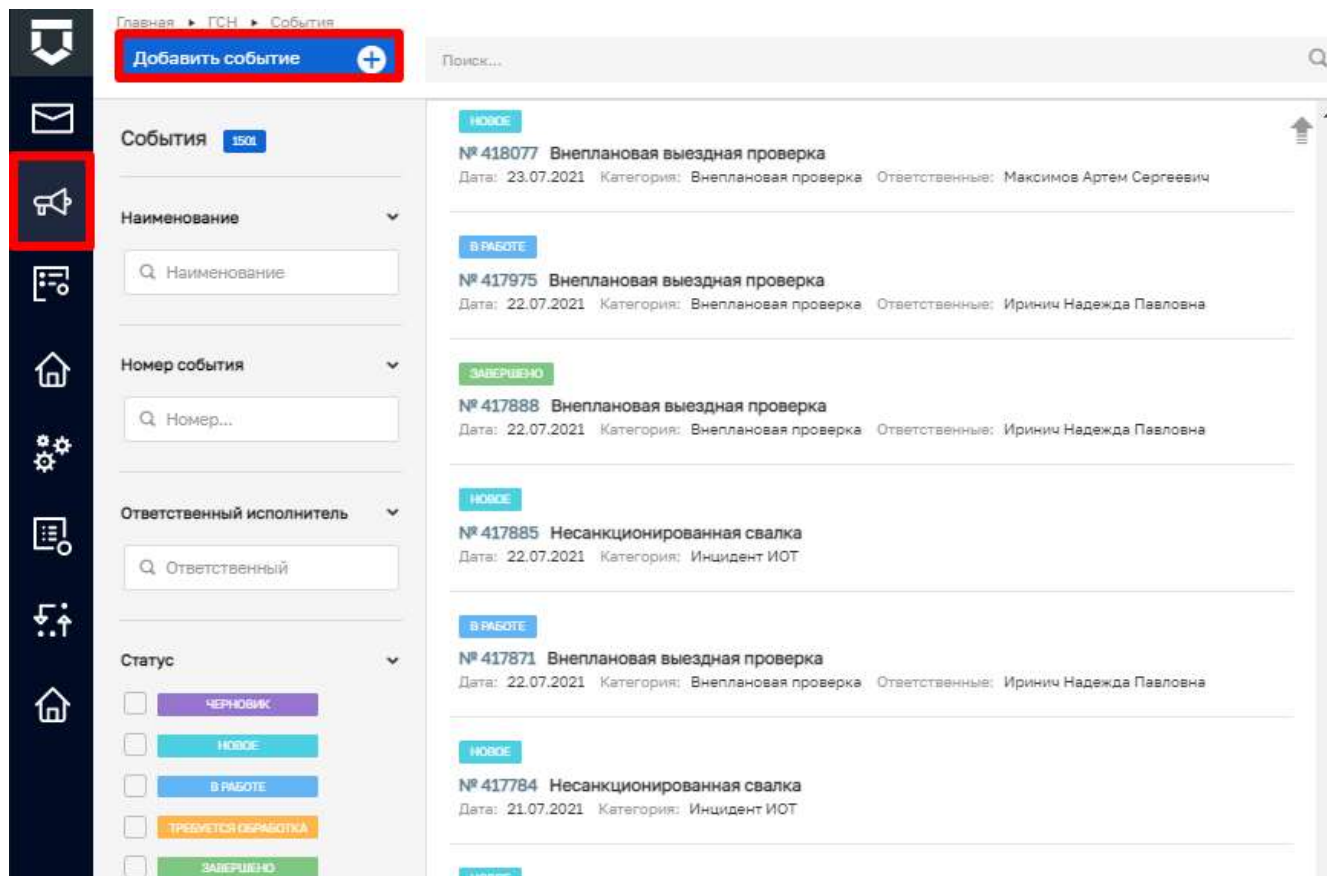 Главная ▸ ГСН ▸ События
Добавить событие
Поиск...
События 1501
Наименование
Наименование
Номер события
Номер...
Ответственный исполнитель
Ответственный
Статус
ЧЕРНОВИК
НОВОЕ
В РАБОТЕ
ТРЕБУЕТСЯ ОБРАБОТКА
ЗАВЕРШЕНО
НОВОЕ
№ 418077 Внеплановая выездная проверка
Дата: 23.07.2021 Категория: Внеплановая проверка Ответственные: Максимов Артем Сергеевич
В РАБОТЕ
№ 417975 Внеплановая выездная проверка
Дата: 22.07.2021 Категория: Внеплановая проверка Ответственные: Иринич Надежда Павловна
ЗАВЕРШЕНО
№ 417888 Внеплановая выездная проверка
Дата: 22.07.2021 Категория: Внеплановая проверка Ответственные: Иринич Надежда Павловна
НОВОЕ
№ 417885 Несанкционированная свалка
Дата: 22.07.2021 Категория: Инцидент ИОТ
В РАБОТЕ
№ 417871 Внеплановая выездная проверка
Дата: 22.07.2021 Категория: Внеплановая проверка Ответственные: Иринич Надежда Павловна
НОВОЕ
№ 417784 Несанкционированная свалка
Дата: 21.07.2021 Категория: Инцидент ИОТ